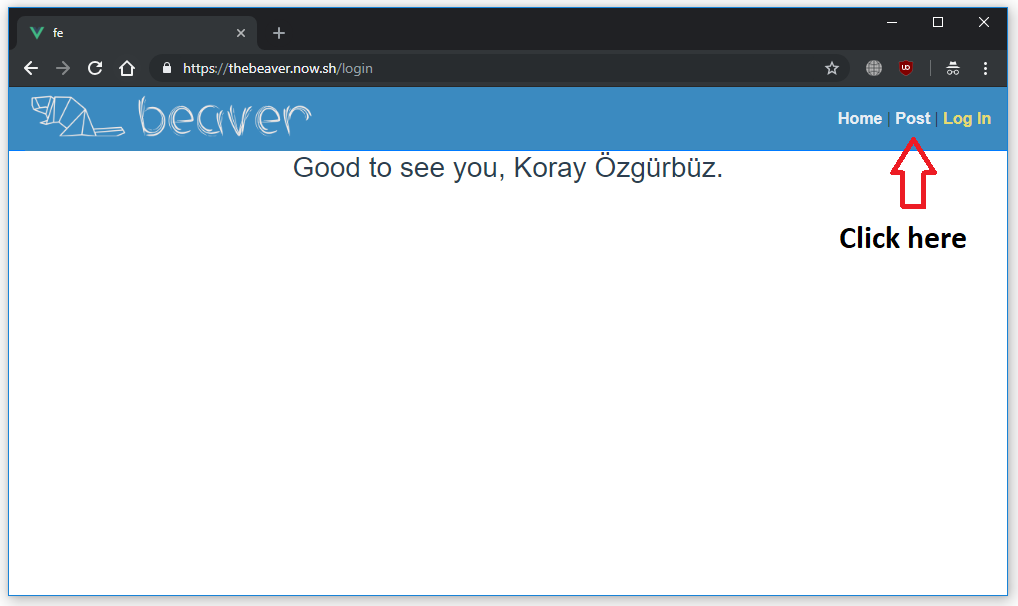 fe
https://thebeaver.now.sh/login
UD
beaver
Home | Post | Log In
Good to see you, Koray Özgürbüz.
Click here